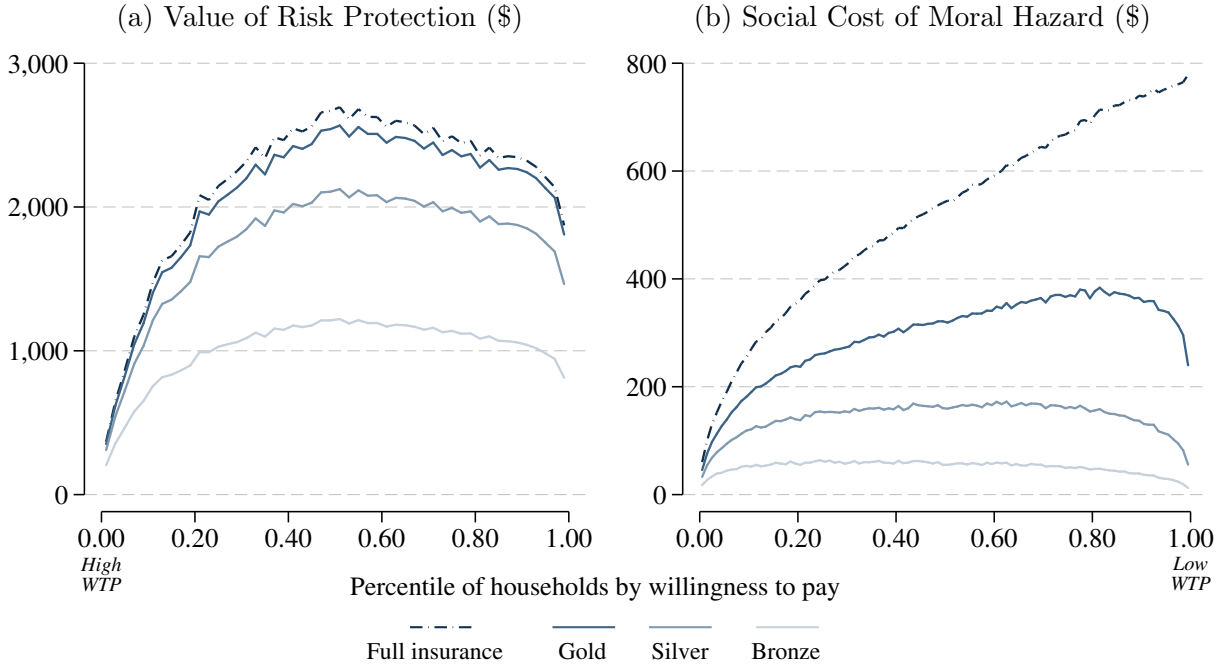 (a) Value of Risk Protection ($)
(b) Social Cost of Moral Hazard ($)
3,000
2,000
1,000
0
0.00 0.20 0.40 0.60 0.80 1.00
High
WTP
800
600
400
200
0
0.00 0.20 0.40 0.60 0.80 1.00
Low
WTP
Percentile of households by willingness to pay
Full insurance Gold Silver Bronze